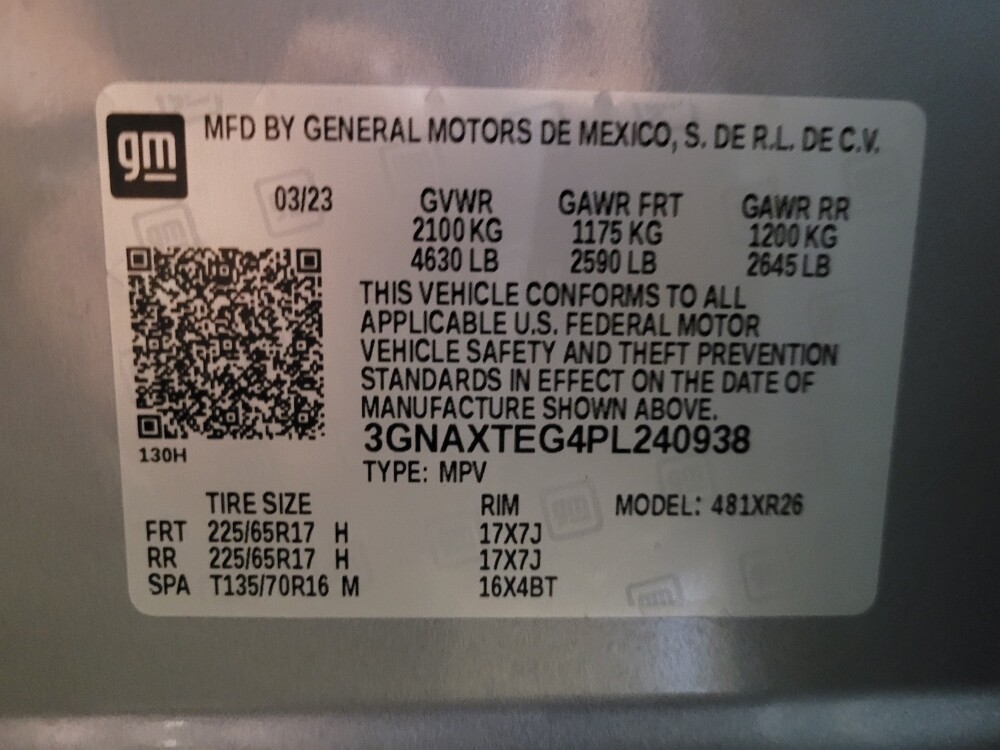 gm MFD BY GENERAL MOTORS DE MEXICO, S. DE R.L. DE C.V.
03/23 GVWR GAWR FRT GAWR RR
2100 KG 1175 KG 1200 KG
4630 LB 2590 LB 2645 LB
THIS VEHICLE CONFORMS TO ALL
APPLICABLE U.S. FEDERAL MOTOR
VEHICLE SAFETY AND THEFT PREVENTION
STANDARDS IN EFFECT ON THE DATE OF
MANUFACTURE SHOWN ABOVE.
3GNAXTEG4PL240938
130H
TYPE: MPV
TIRE SIZE RIM MODEL: 481XR26
FRT 225/65R17 H 17X7J
RR 225/65R17 H 17X7J
SPA T135/70R16 M 16X4BT